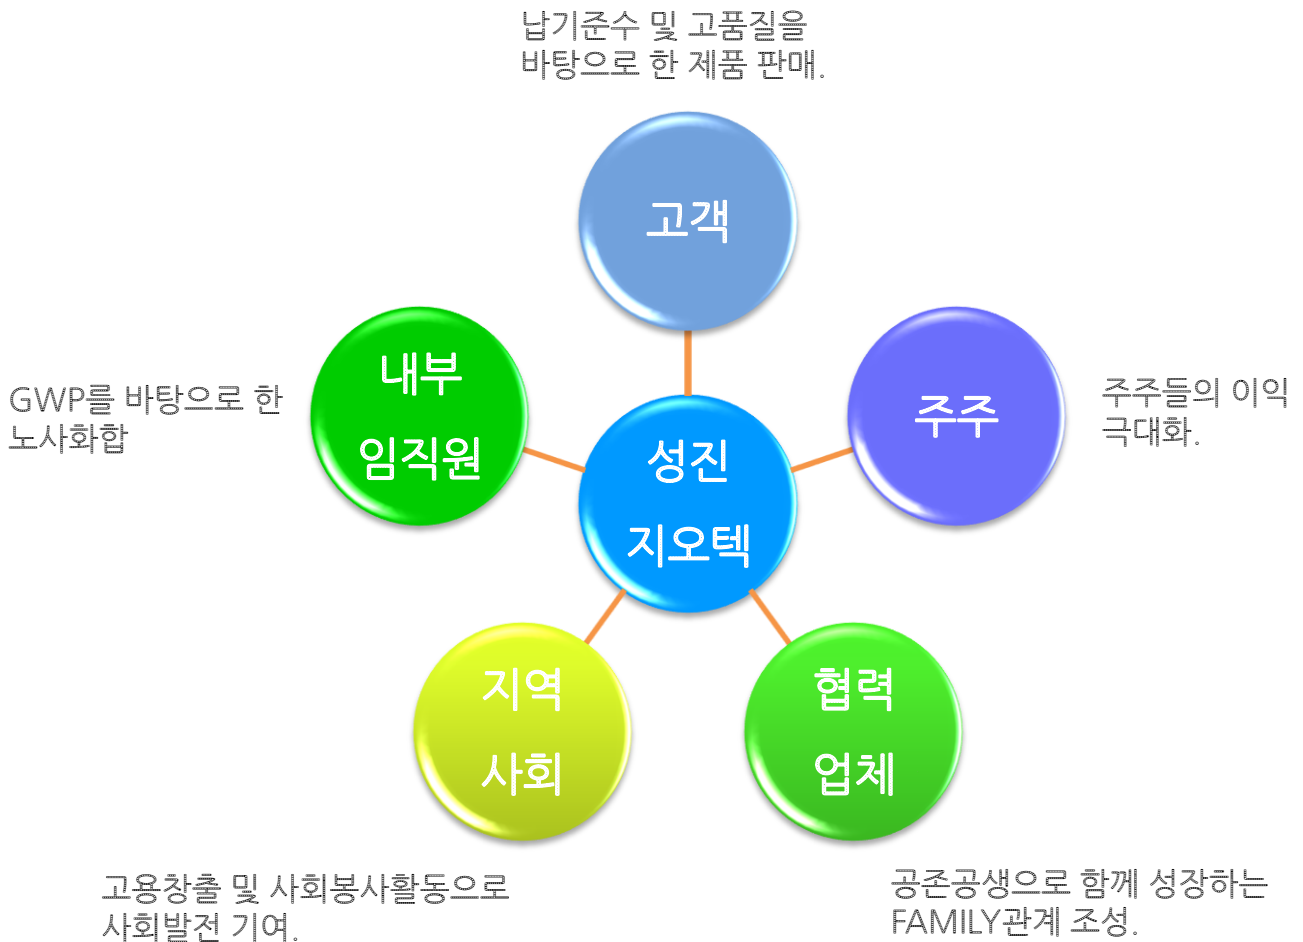 납기준수 및 고품질을
바탕으로 한 제품 판매.
고객
내부
임직원
GWP를 바탕으로 한
노사화합
주주
주주들의 이익
극대화.
성진
지오텍
지역
사회
협력
업체
고용창출 및 사회봉사활동으로
사회발전 기여.
공존공생으로 함께 성장하는
FAMILY관계 조성.